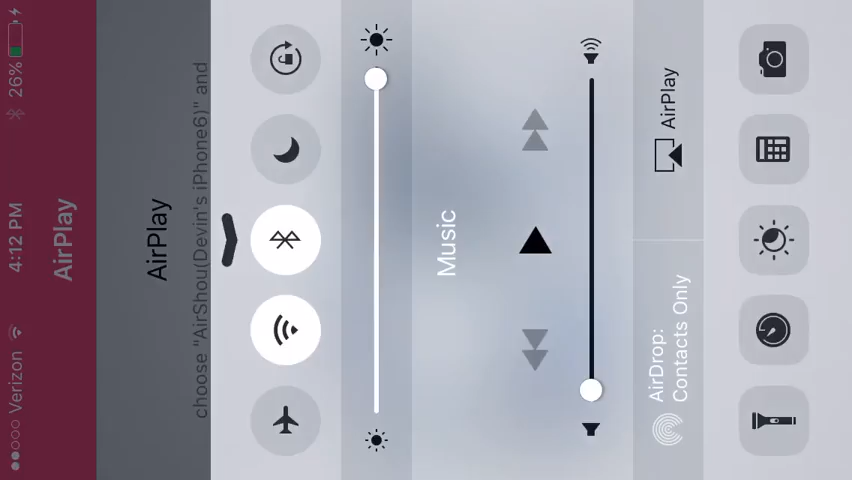 Verizon 4:12 PM 26%
AirPlay
AirPlay
choose "AirShou(Devin's iPhone6)" and
Music
AirDrop:
Contacts Only
AirPlay